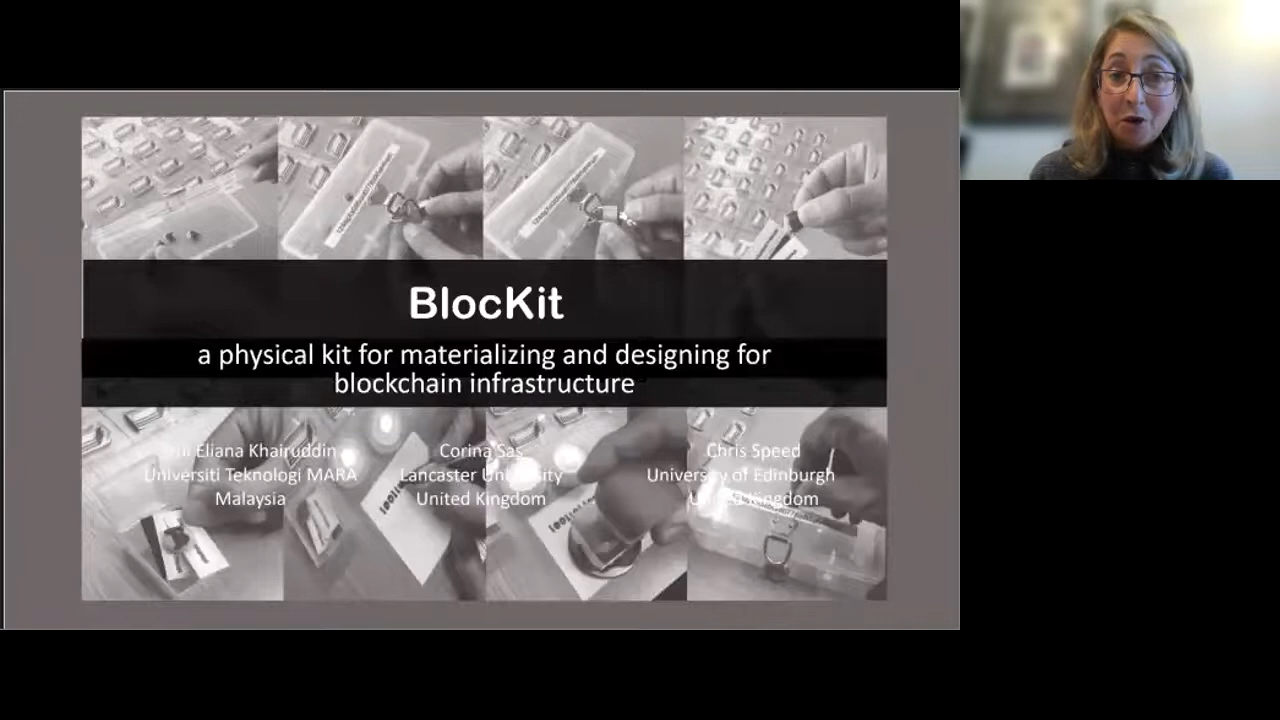 BlocKit
a physical kit for materializing and designing for
blockchain infrastructure
Eliana Khairuddin
Universiti Teknologi MARA
Malaysia
Corina Sas
Lancaster University
United Kingdom
Chris Speed
University of Edinburgh
United Kingdom